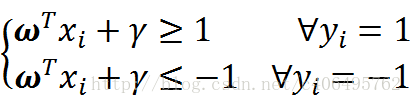 ωᵀxᵢ + γ ≥ 1 ∀yᵢ = 1
ωᵀxᵢ + γ ≤ −1 ∀yᵢ = −1